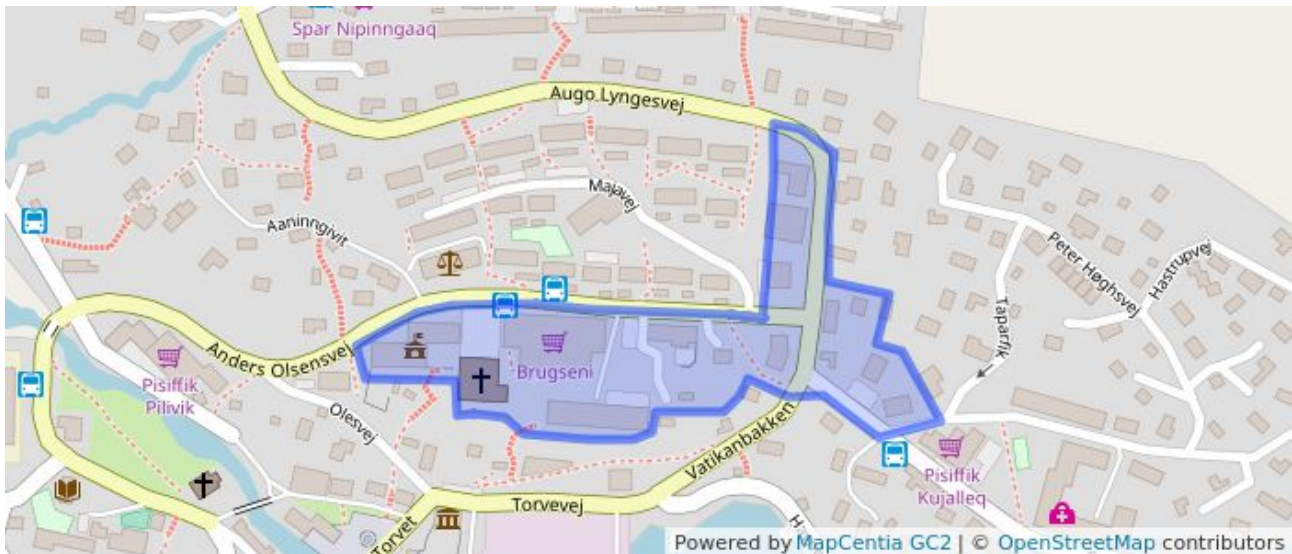 Spar Nipinngaaq
Augo Lyngesvej
Majavej
Aaninngivit
Peter Høghsvej
Hastrupvej
Taparfik
Anders Olsensvej
Brugseni
Pisiffik
Pilivik
Olesvej
Vatikanbakken
Pisiffik
Kujalleq
Torvevej
Torvet
H
Powered by MapCentia GC2 | © OpenStreetMap contributors